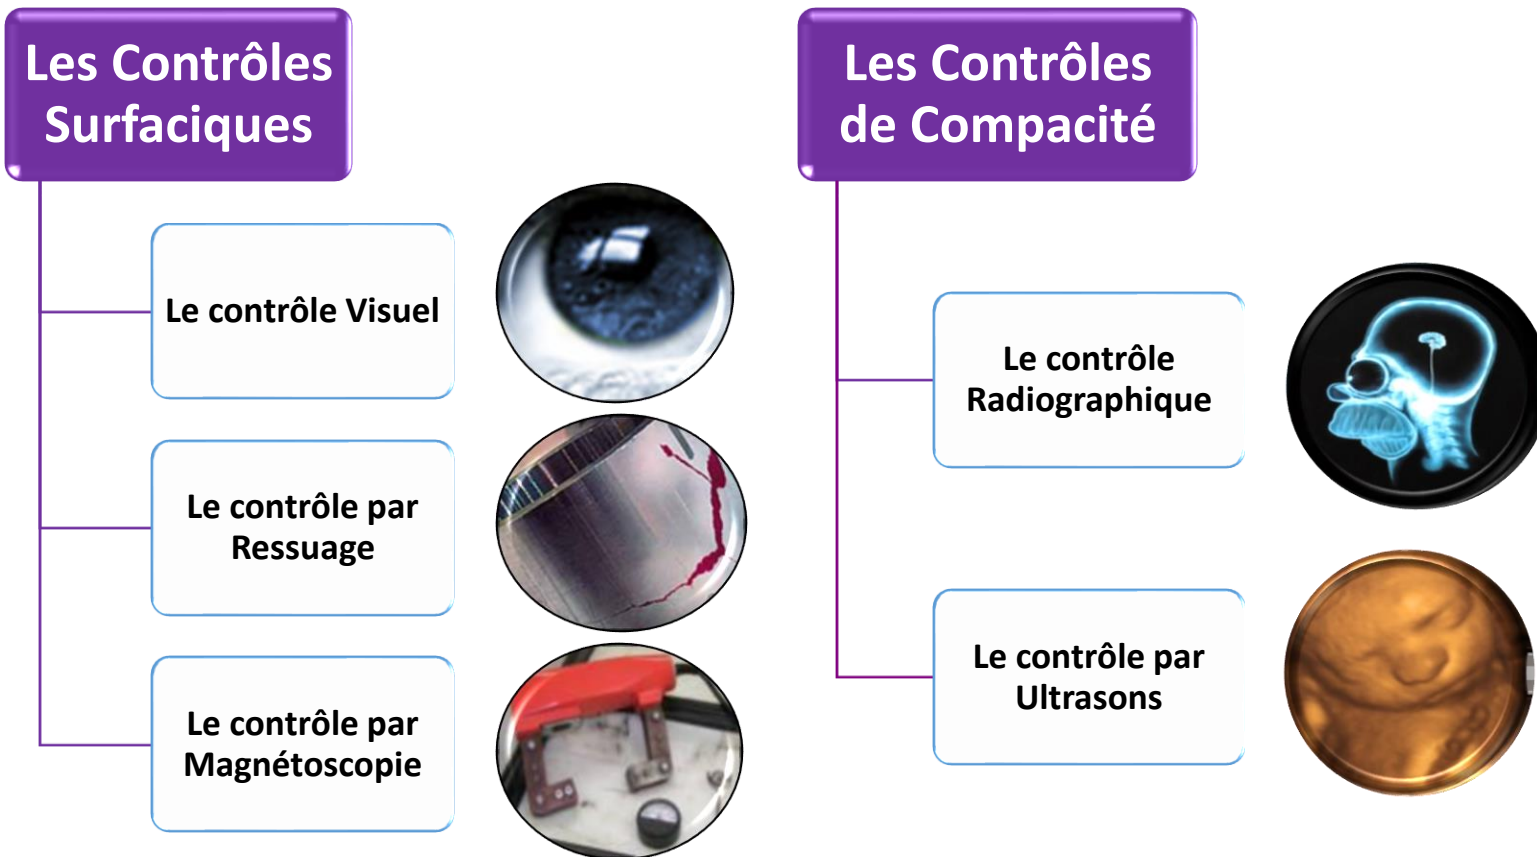 Les Contrôles
Surfaciques
Le contrôle Visuel
Le contrôle par
Ressuage
Le contrôle par
Magnétoscopie
Les Contrôles
de Compacité
Le contrôle
Radiographique
Le contrôle par
Ultrasons